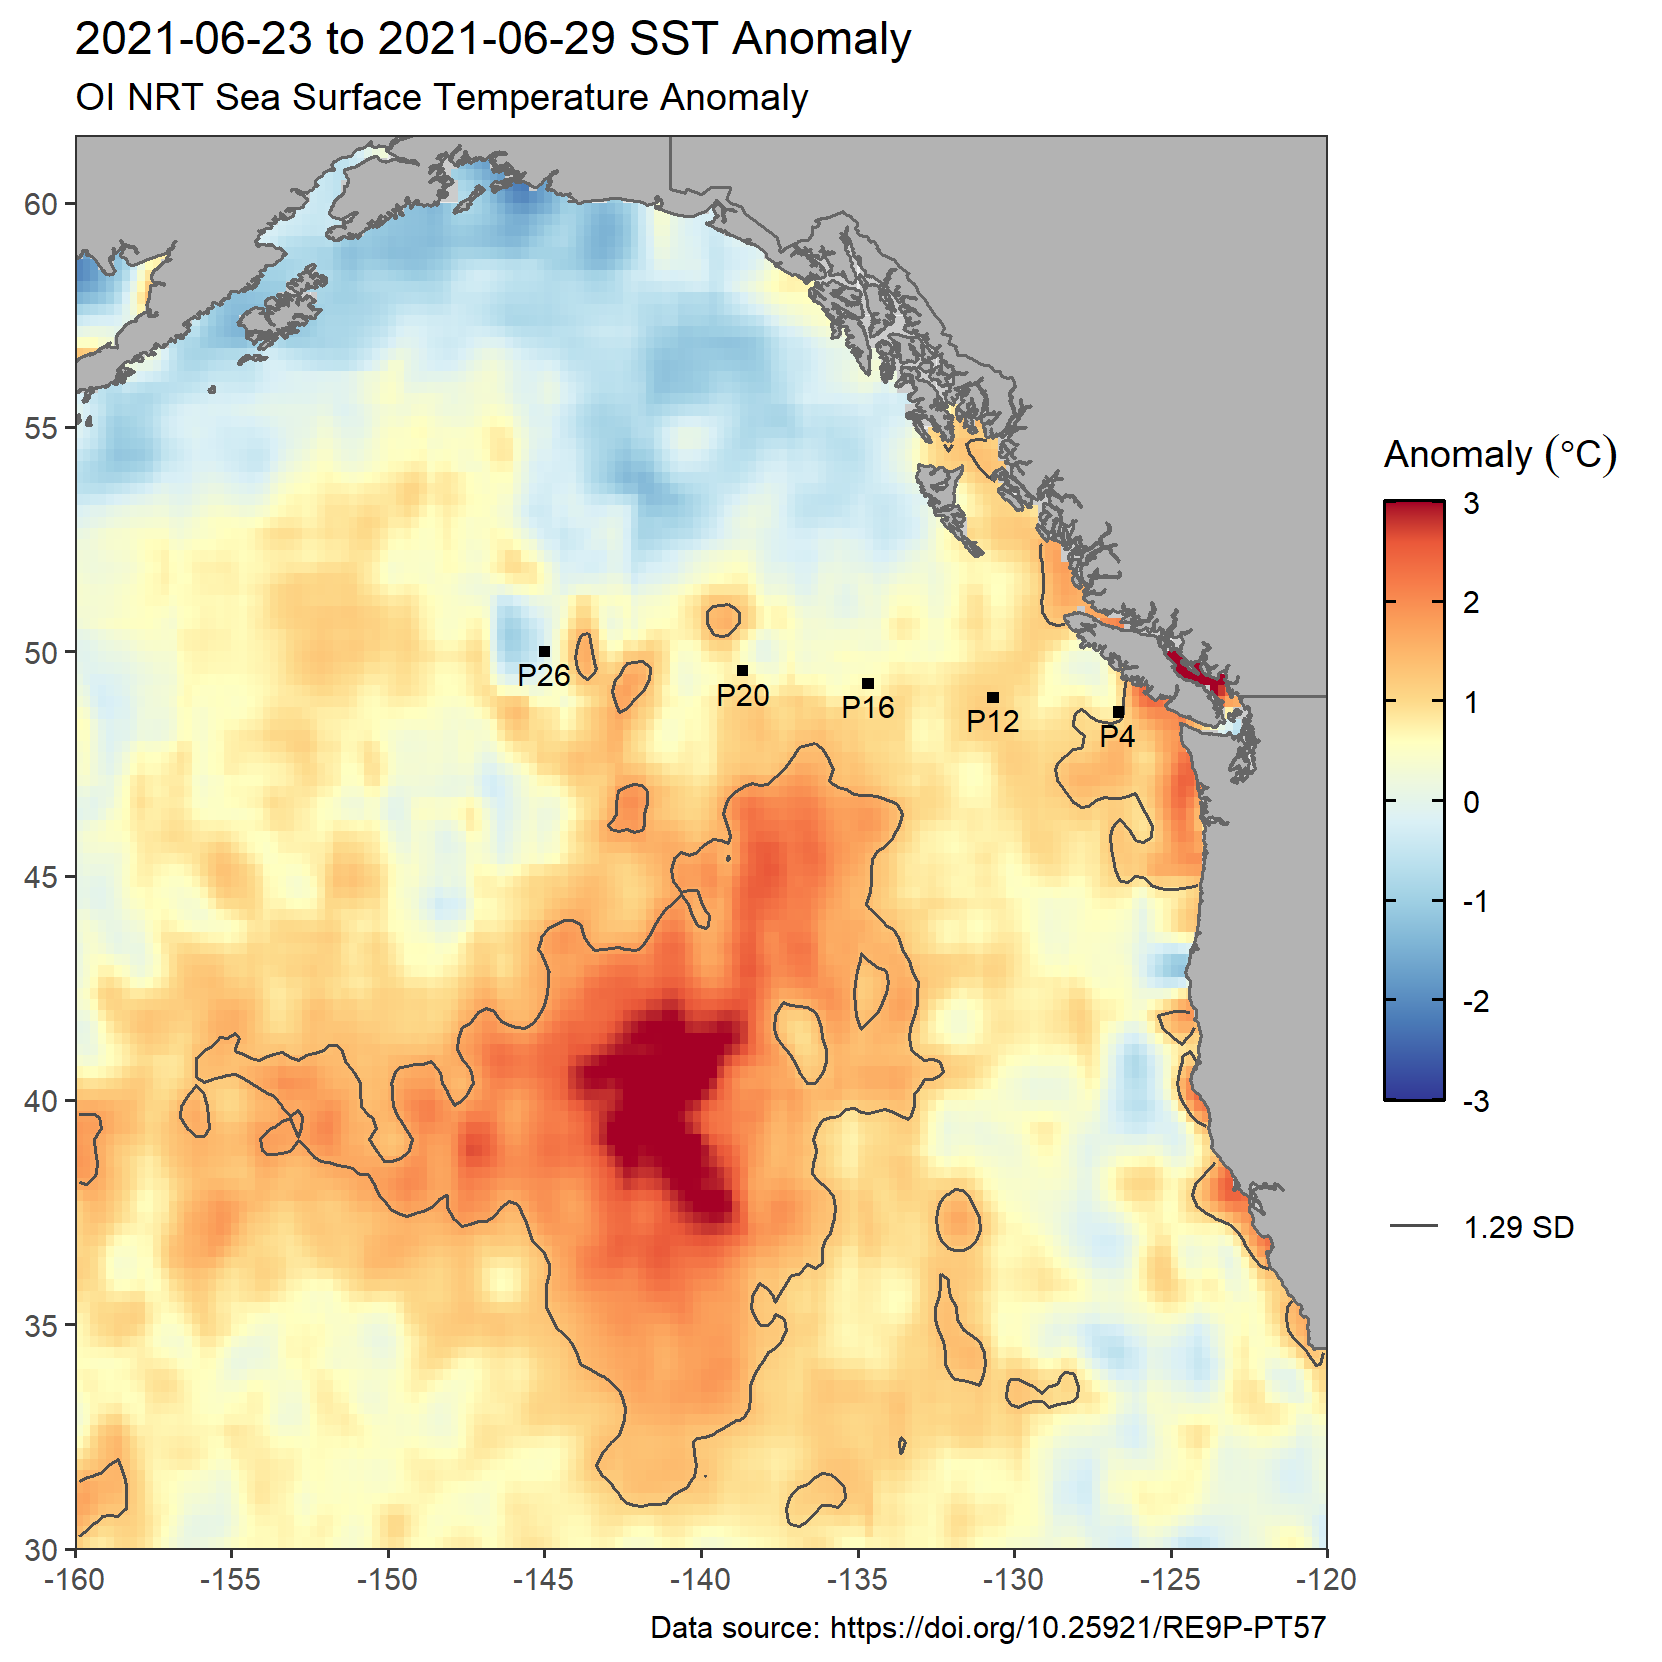 2021-06-23 to 2021-06-29 SST Anomaly
OI NRT Sea Surface Temperature Anomaly
60
55
50
45
40
35
30
-160
-155
-150
-145
-140
-135
-130
-125
-120
P26
P20
P16
P12
P4
Anomaly (°C)
3
2
1
0
-1
-2
-3
1.29 SD
Data source: https://doi.org/10.25921/RE9P-PT57